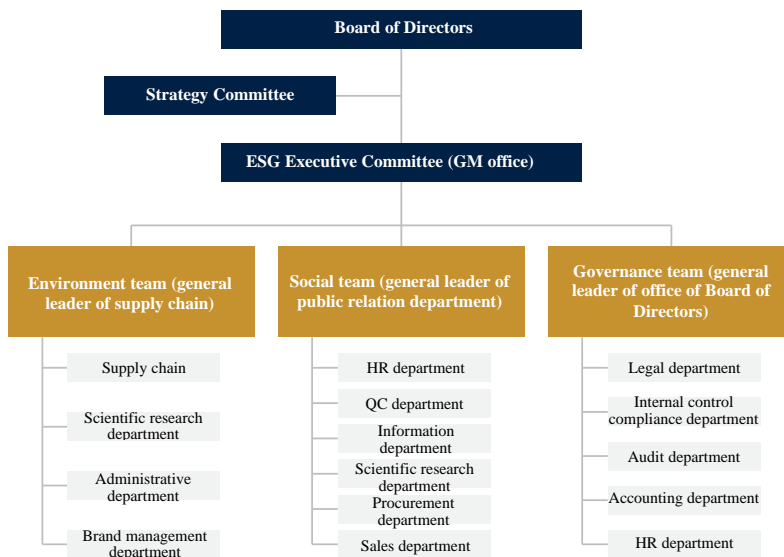 Board of Directors
Strategy Committee
ESG Executive Committee (GM office)
Environment team (general
leader of supply chain)
Supply chain
Scientific research
department
Administrative
department
Brand management
department
Social team (general leader of
public relation department)
HR department
QC department
Information
department
Scientific research
department
Procurement
department
Sales department
Governance team (general
leader of office of Board of
Directors)
Legal department
Internal control
compliance department
Audit department
Accounting department
HR department